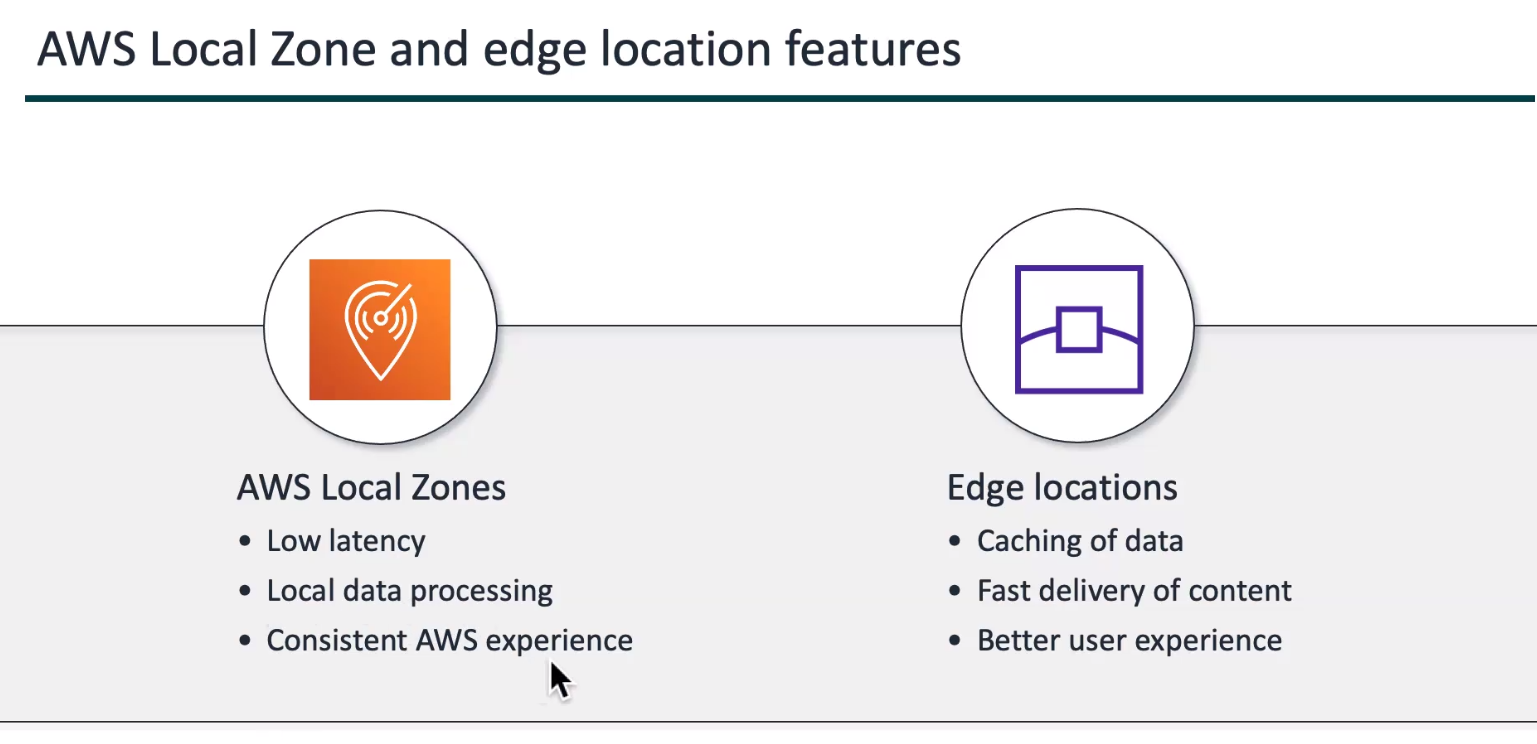 AWS Local Zone and edge location features
AWS Local Zones
• Low latency
• Local data processing
• Consistent AWS experience
Edge locations
• Caching of data
• Fast delivery of content
• Better user experience